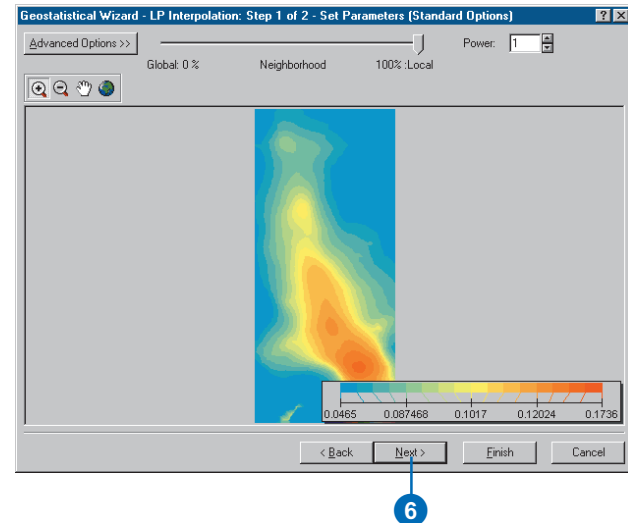 Geostatistical Wizard - LP Interpolation: Step 1 of 2 - Set Parameters (Standard Options)
Advanced Options >>
Power: 1
Global: 0 % Neighborhood 100% :Local
0.0465 0.087468 0.1017 0.12024 0.1736
< Back Next > Finish Cancel
6